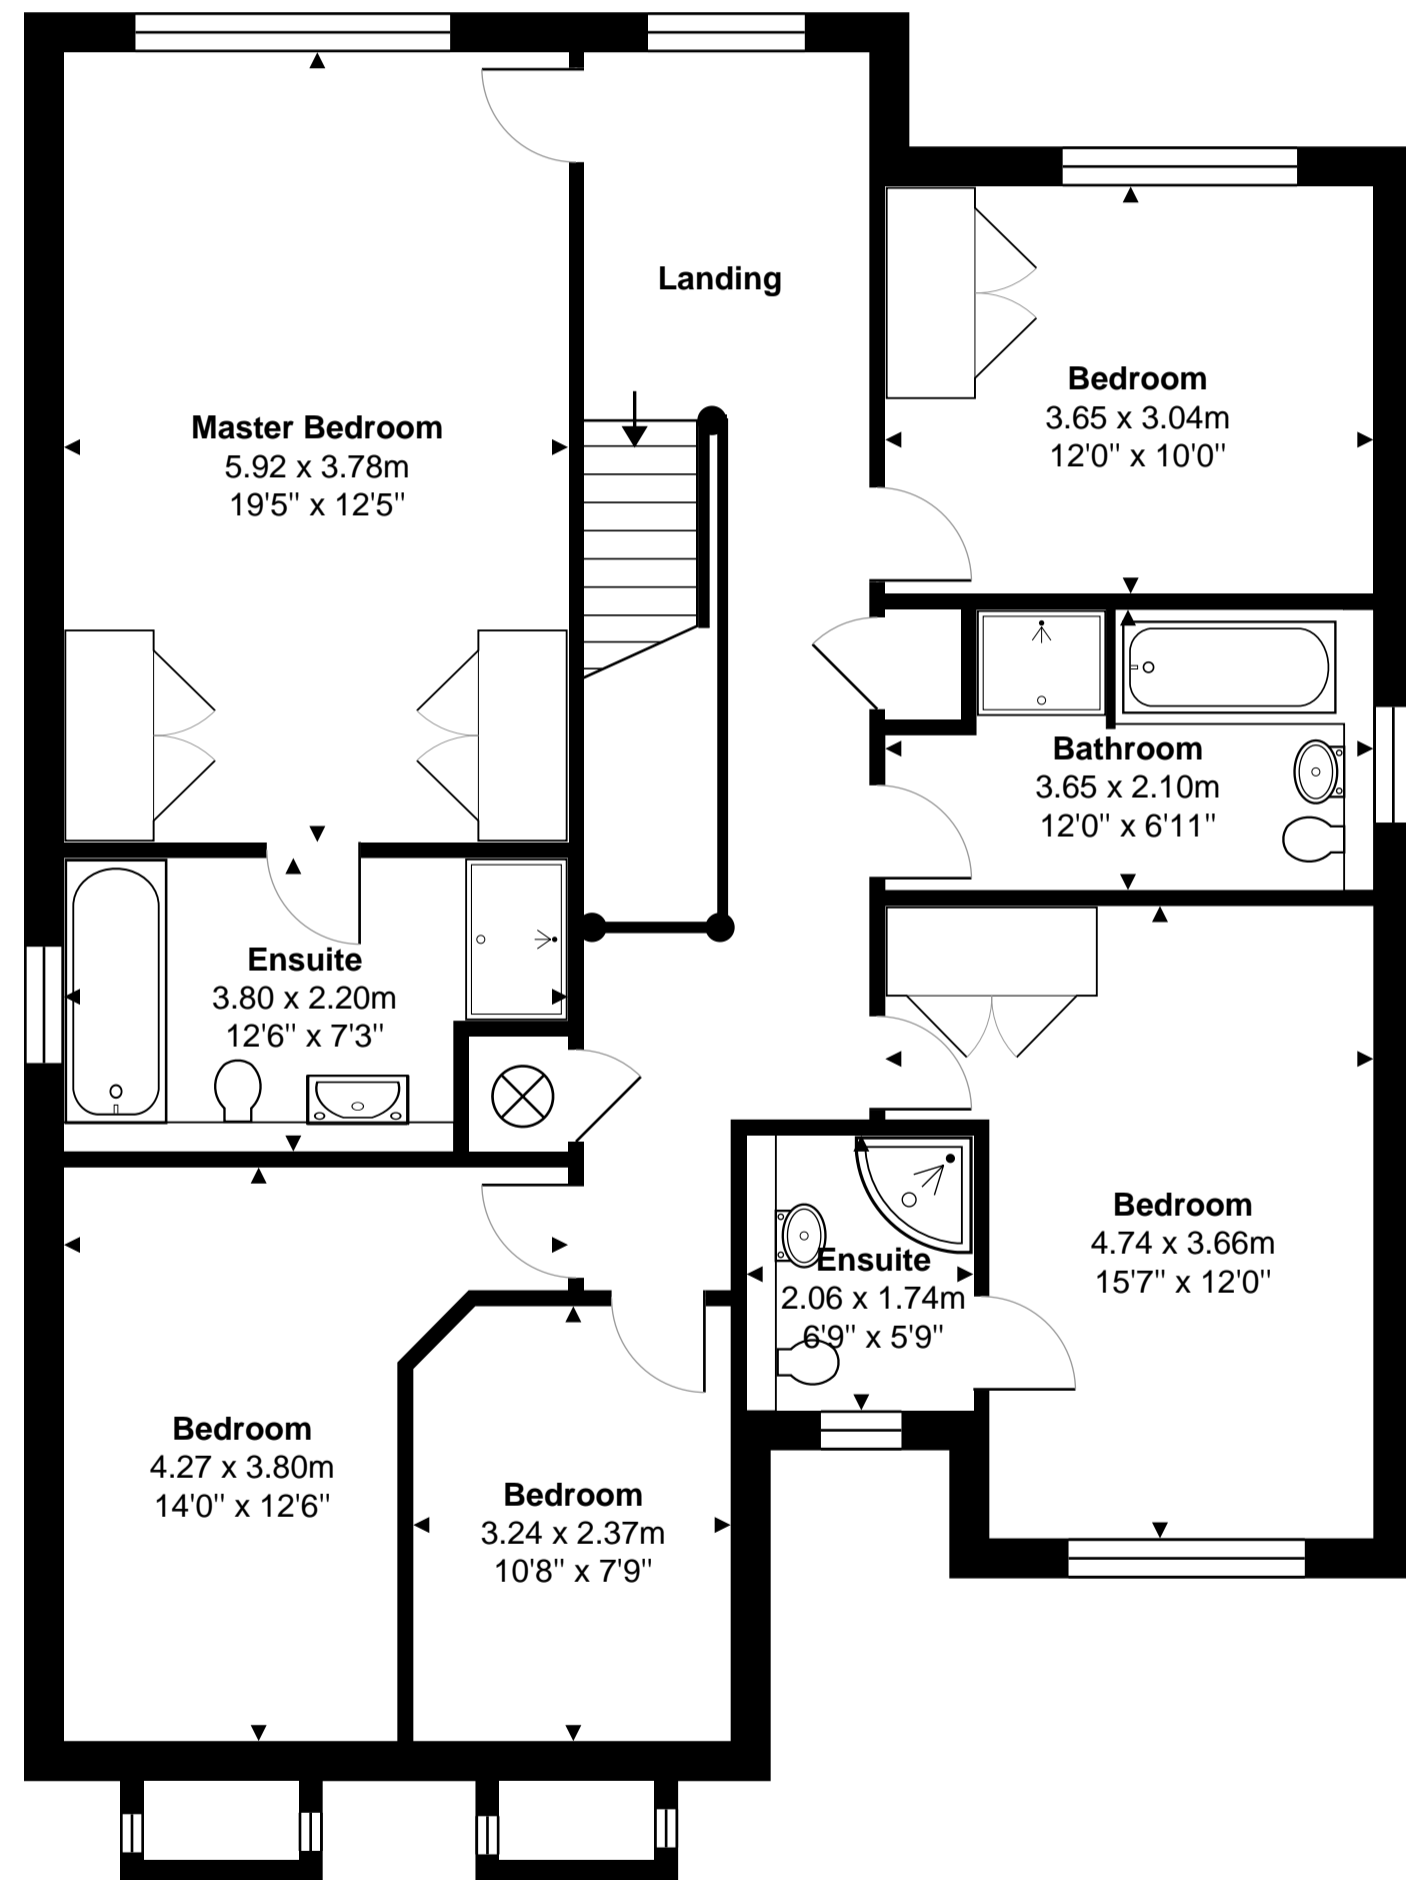 Landing
Bedroom
3.65 x 3.04m
12'0" x 10'0"
Master Bedroom
5.92 x 3.78m
19'5" x 12'5"
Bathroom
3.65 x 2.10m
12'0" x 6'11"
Ensuite
3.80 x 2.20m
12'6" x 7'3"
Bedroom
4.74 x 3.66m
15'7" x 12'0"
Ensuite
2.06 x 1.74m
6'9" x 5'9"
Bedroom
4.27 x 3.80m
14'0" x 12'6"
Bedroom
3.24 x 2.37m
10'8" x 7'9"